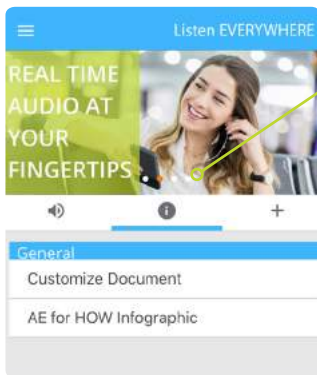 Listen EVERYWHERE
REAL TIME
AUDIO AT
YOUR
FINGERTIPS
General
Customize Document
AE for HOW Infographic